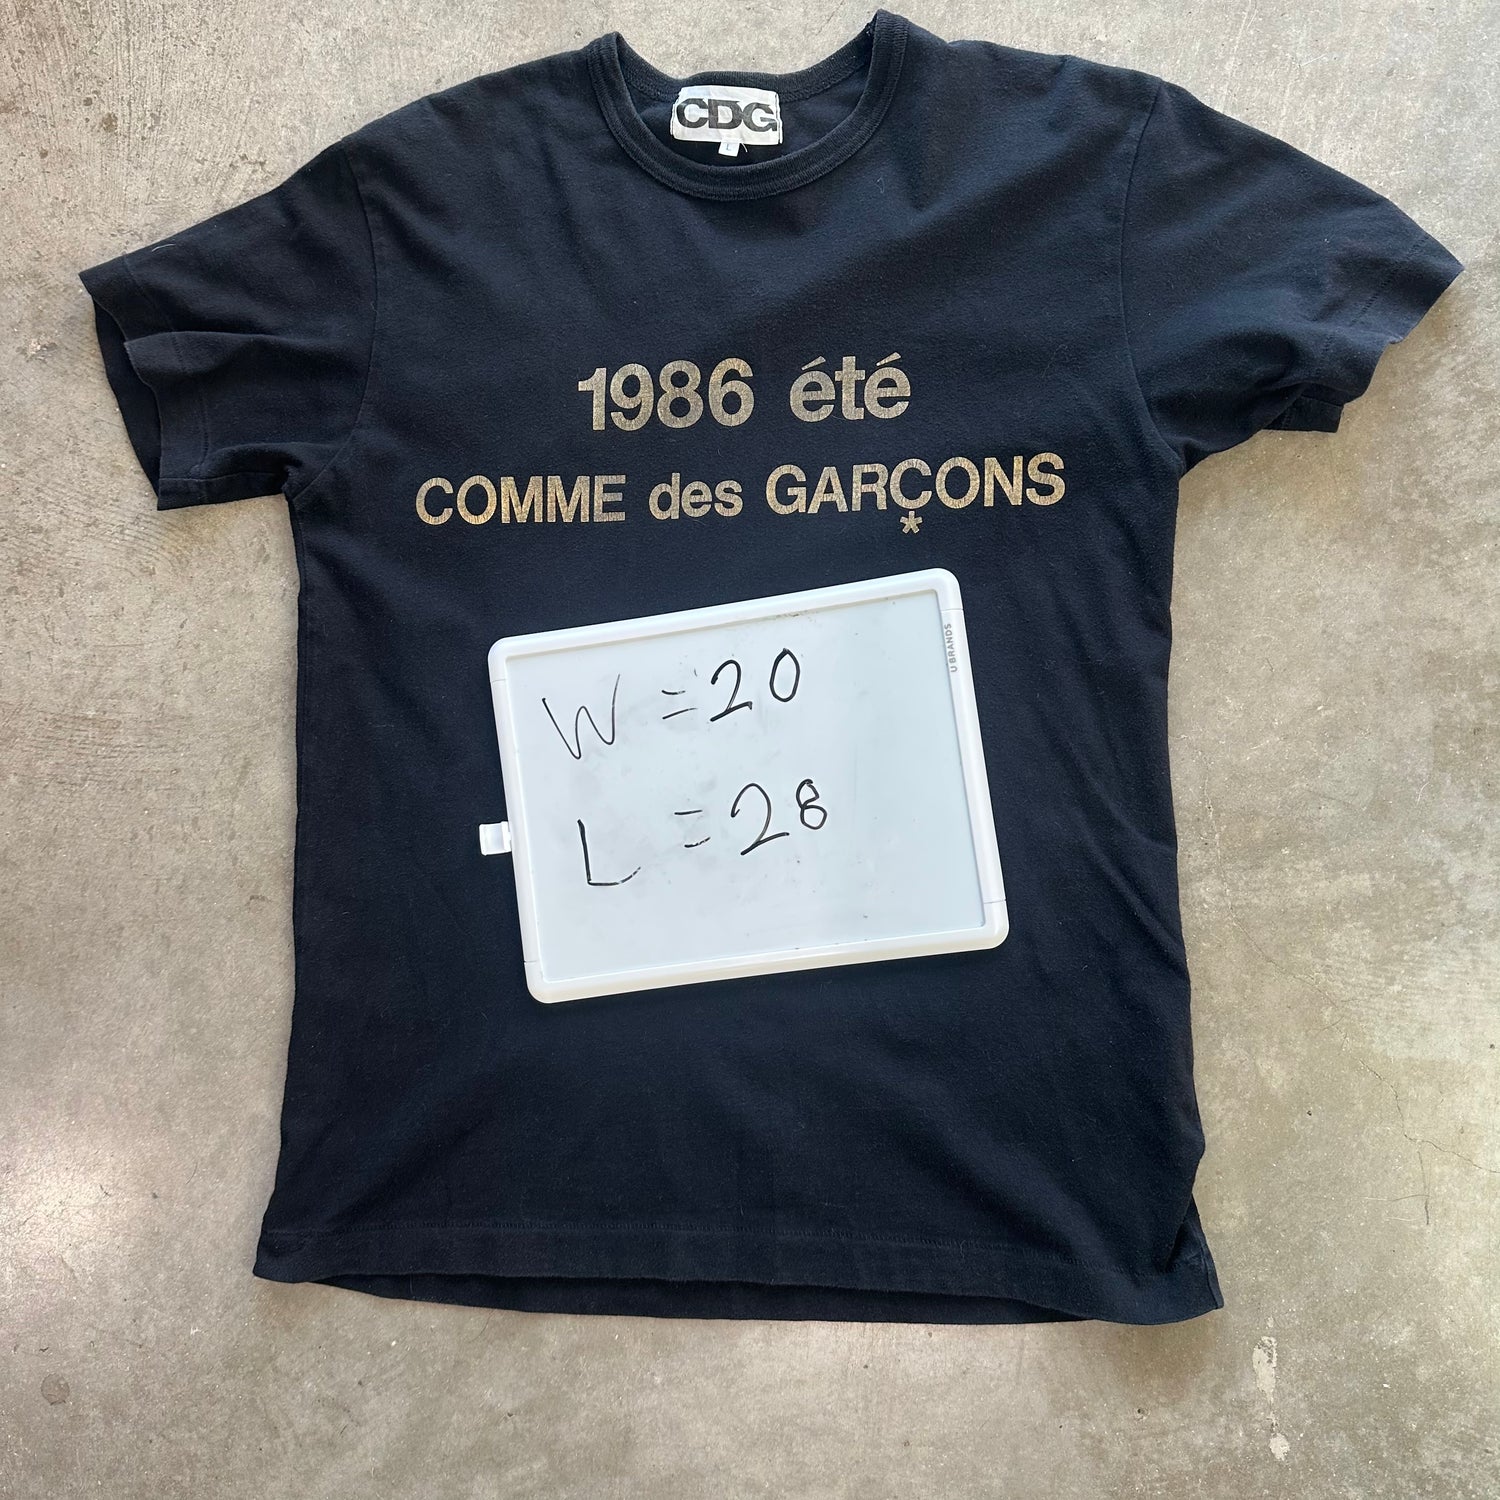 CDG
L
1986 été
COMME des GARÇONS
*
U BRANDS
W = 20
L = 28